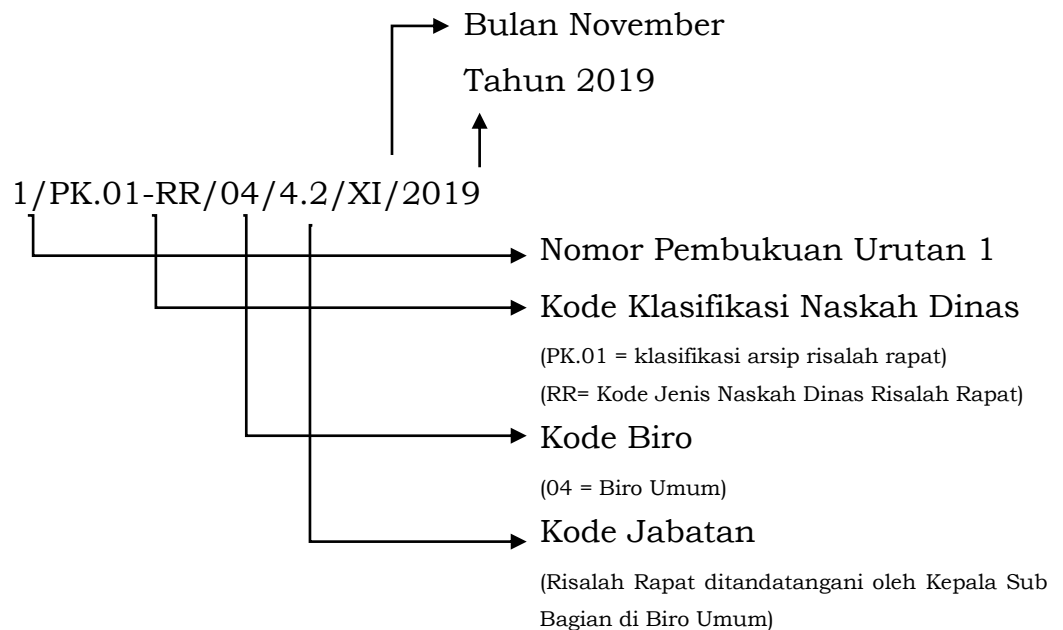 Bulan November
Tahun 2019
1/PK.01-RR/04/4.2/XI/2019
Nomor Pembukuan Urutan 1
Kode Klasifikasi Naskah Dinas
(PK.01 = klasifikasi arsip risalah rapat)
(RR= Kode Jenis Naskah Dinas Risalah Rapat)
Kode Biro
(04 = Biro Umum)
Kode Jabatan
(Risalah Rapat ditandatangani oleh Kepala Sub
Bagian di Biro Umum)